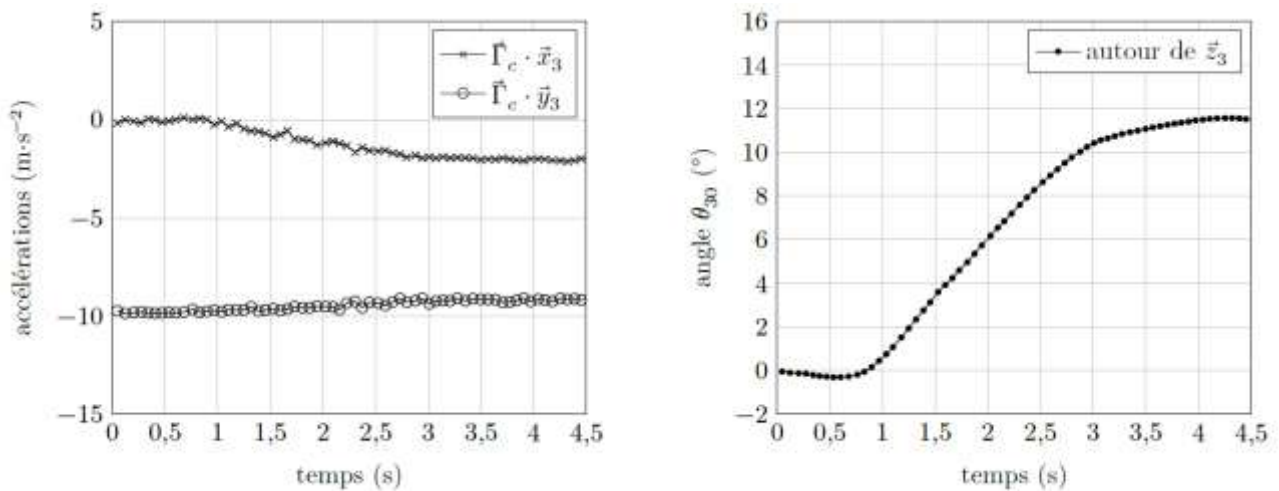 5
0
−5
−10
−15
accélérations (m·s⁻²)
0 0,5 1 1,5 2 2,5 3 3,5 4 4,5
temps (s)
Γ⃗c · x⃗3
Γ⃗c · y⃗3
16
14
12
10
8
6
4
2
0
−2
angle θ30 (°)
0 0,5 1 1,5 2 2,5 3 3,5 4 4,5
temps (s)
autour de z⃗3